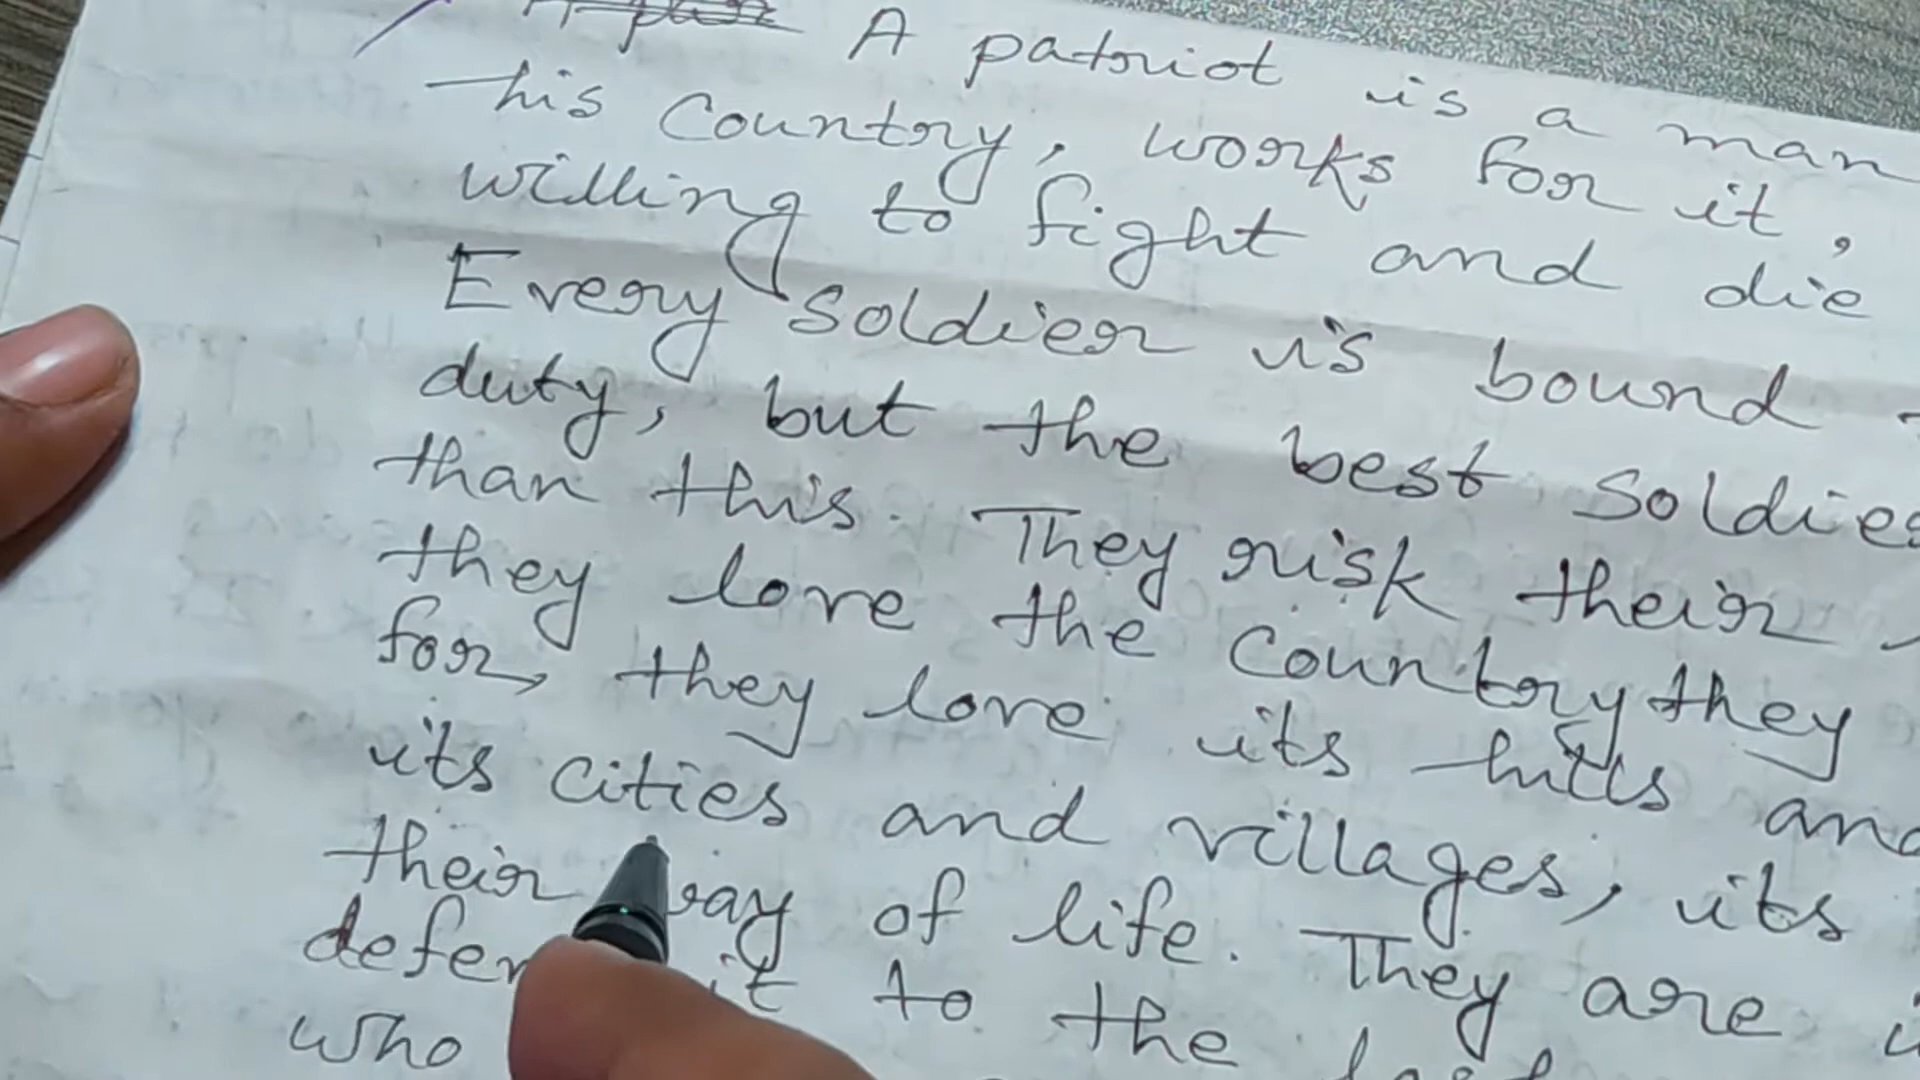 A patriot is a man
his Country, works for it,
willing to fight and die
Every Soldier is bound
duty, but the best Soldie
than this. They risk their
they love the Country they
for, they love its hills and
its cities and villages, its
their way of life. They are
defen it to the
who